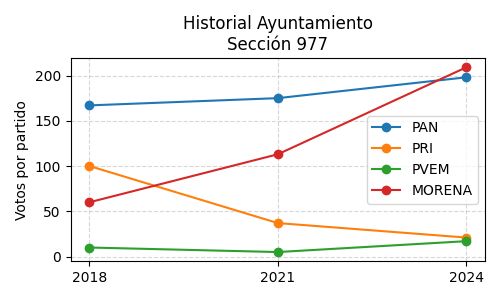 Historial Ayuntamiento
Sección 977
Votos por partido
200
150
100
50
0
2018
2021
2024
PAN
PRI
PVEM
MORENA